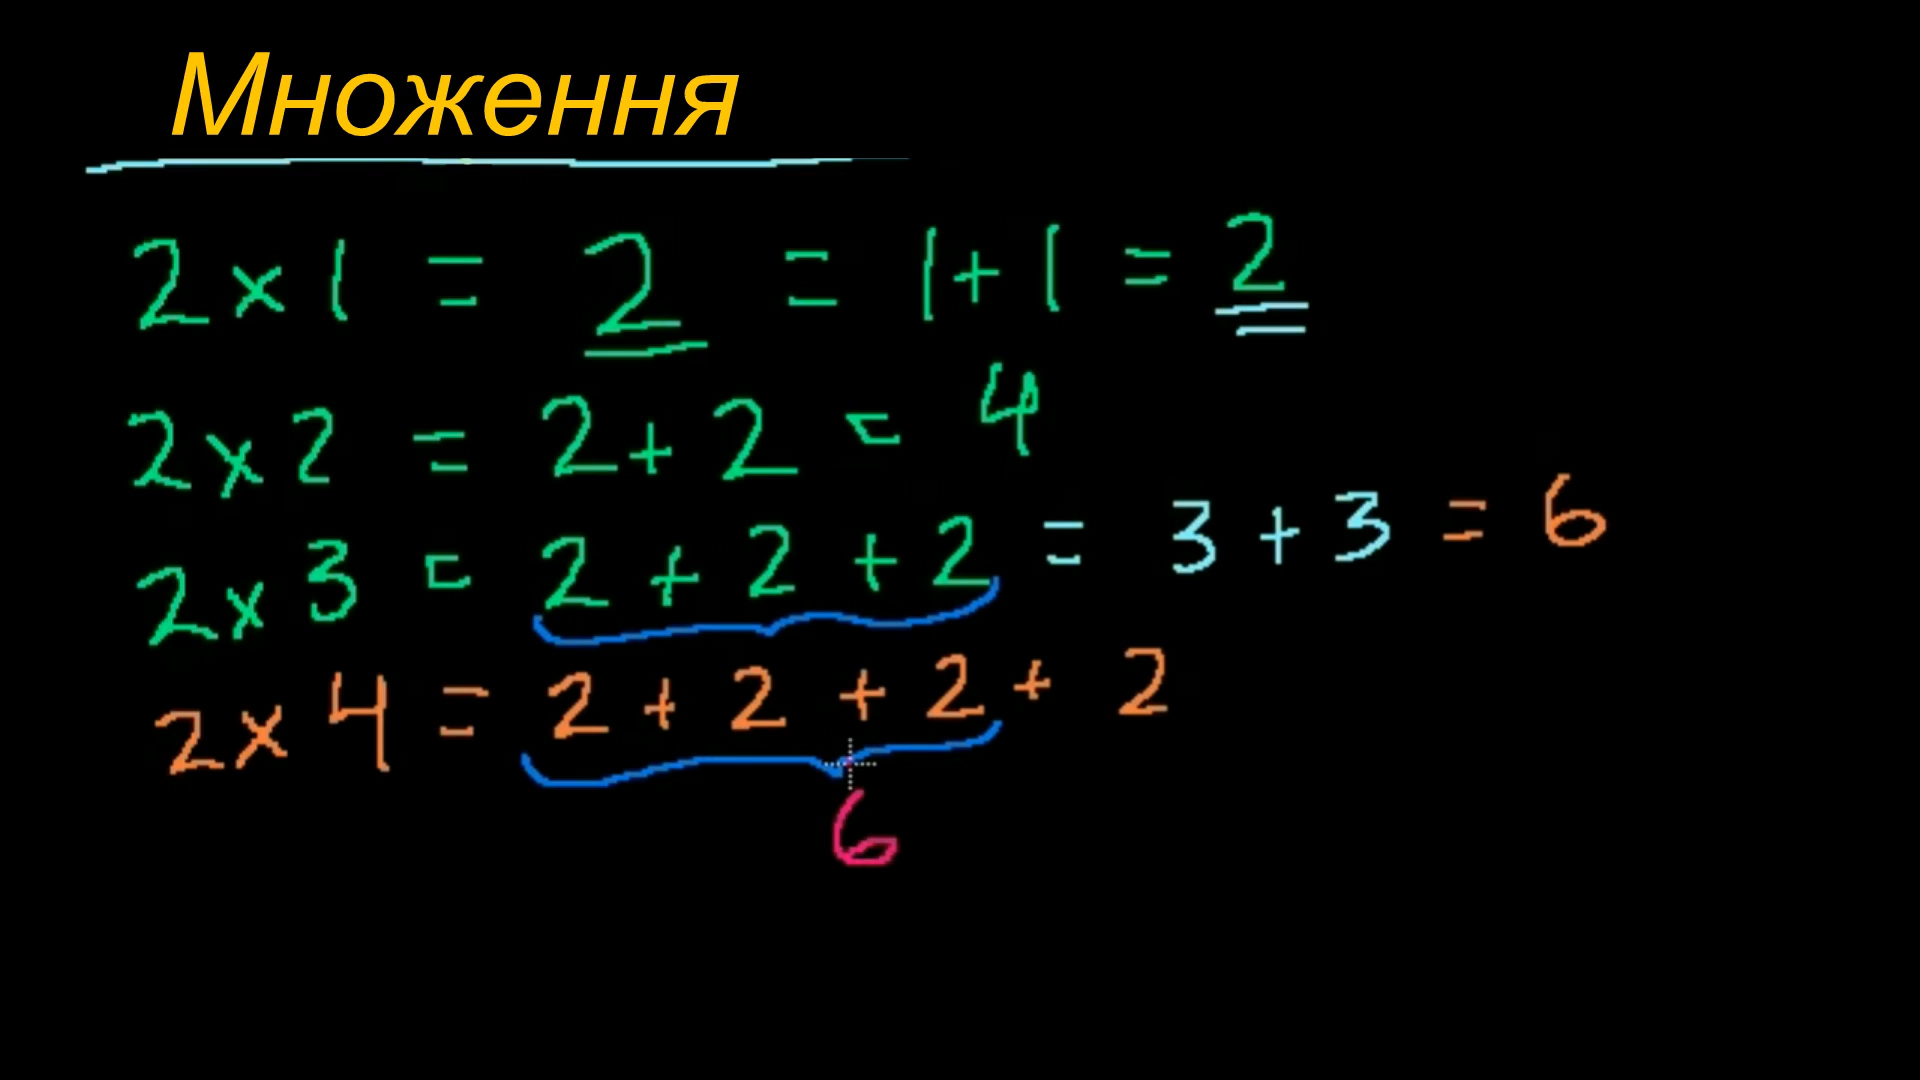 Множення
2 × 1 = 2 = 1 + 1 = 2
2 × 2 = 2 + 2 = 4
2 × 3 = 2 + 2 + 2 = 3 + 3 = 6
2 × 4 = 2 + 2 + 2 + 2
6